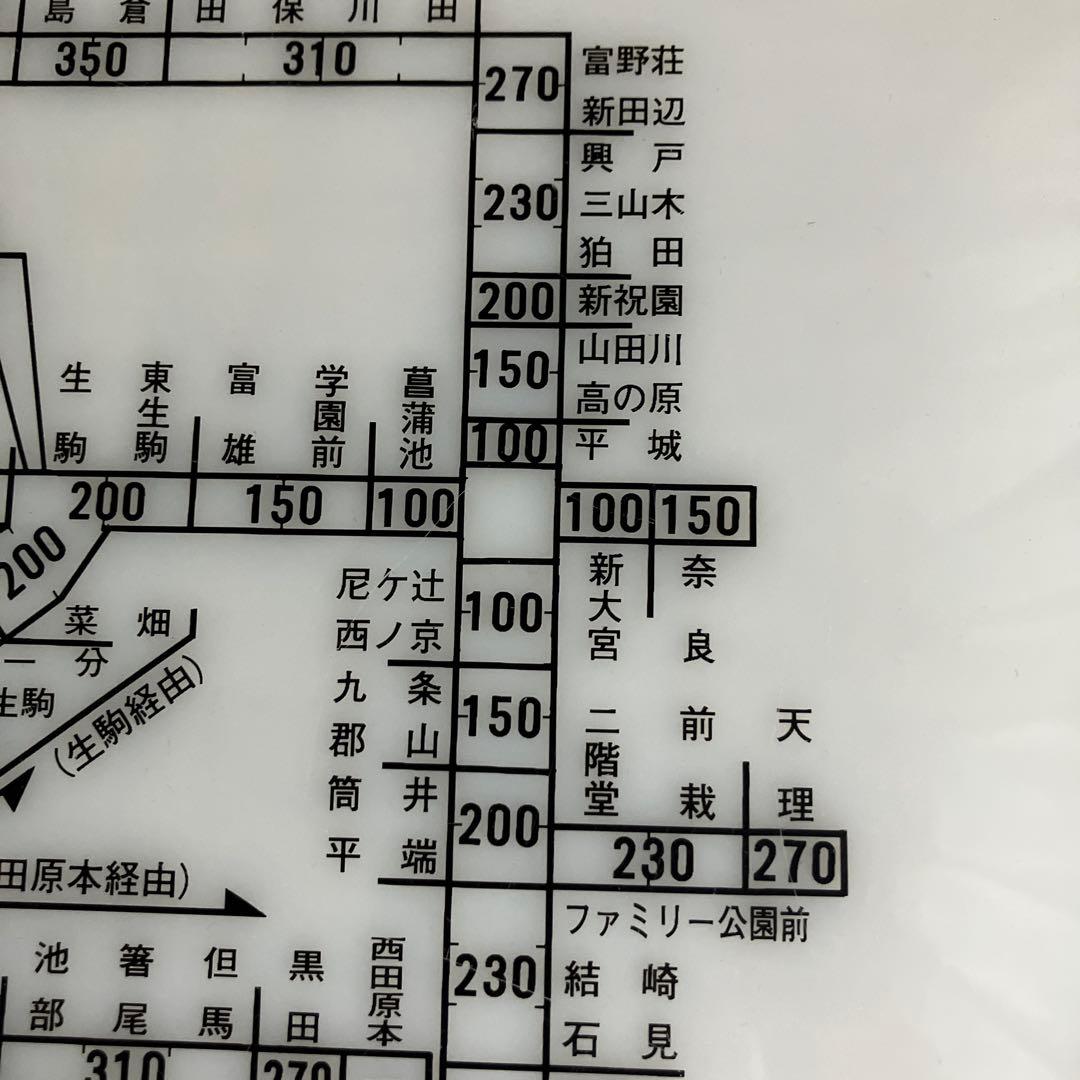 島 倉 田 保 川 田
350 310
270 富野荘
新田辺
興戸
230 三山木
狛田
200 新祝園
150 山田川
高の原
100 平城
生駒 東生駒 富雄 学園前 菖蒲池
200 150 100 100 150
200
新大宮 奈良
尼ケ辻
100
西ノ京
菜畑
一分
生駒
(生駒経由)
九条
150
郡山
筒井
200
平端
二階堂 前栽 天理
230 270
田原本経由)
ファミリー公園前
230 結崎
石見
池部 箸尾 但馬 黒田 西田原本
310 270